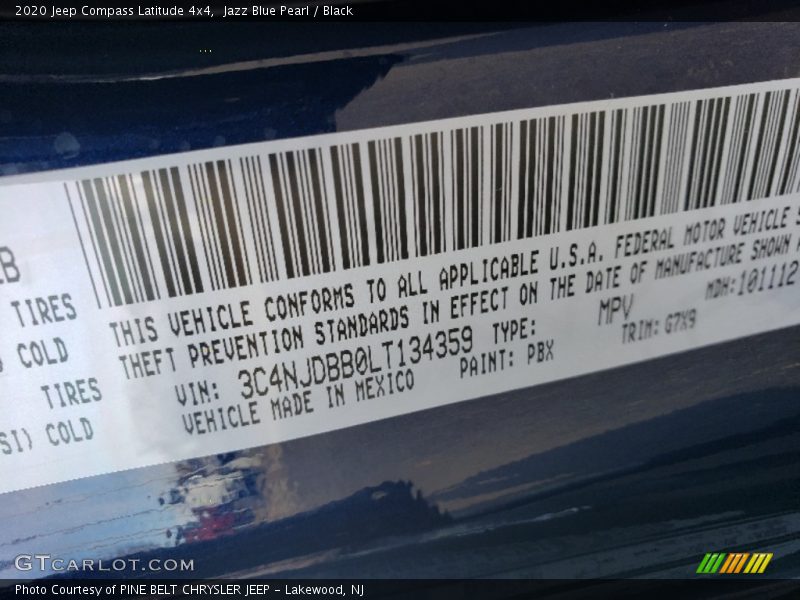 2020 Jeep Compass Latitude 4x4, Jazz Blue Pearl / Black
TIRES
COLD
TIRES
SI) COLD
THIS VEHICLE CONFORMS TO ALL APPLICABLE U.S.A. FEDERAL MOTOR VEHICLE
THEFT PREVENTION STANDARDS IN EFFECT ON THE DATE OF MANUFACTURE SHOWN
VIN: 3C4NJDBB0LT134359 TYPE: MPV MDH: 101112
VEHICLE MADE IN MEXICO PAINT: PBX TRIM: G7X9
GTCARLOT.COM
Photo Courtesy of PINE BELT CHRYSLER JEEP - Lakewood, NJ